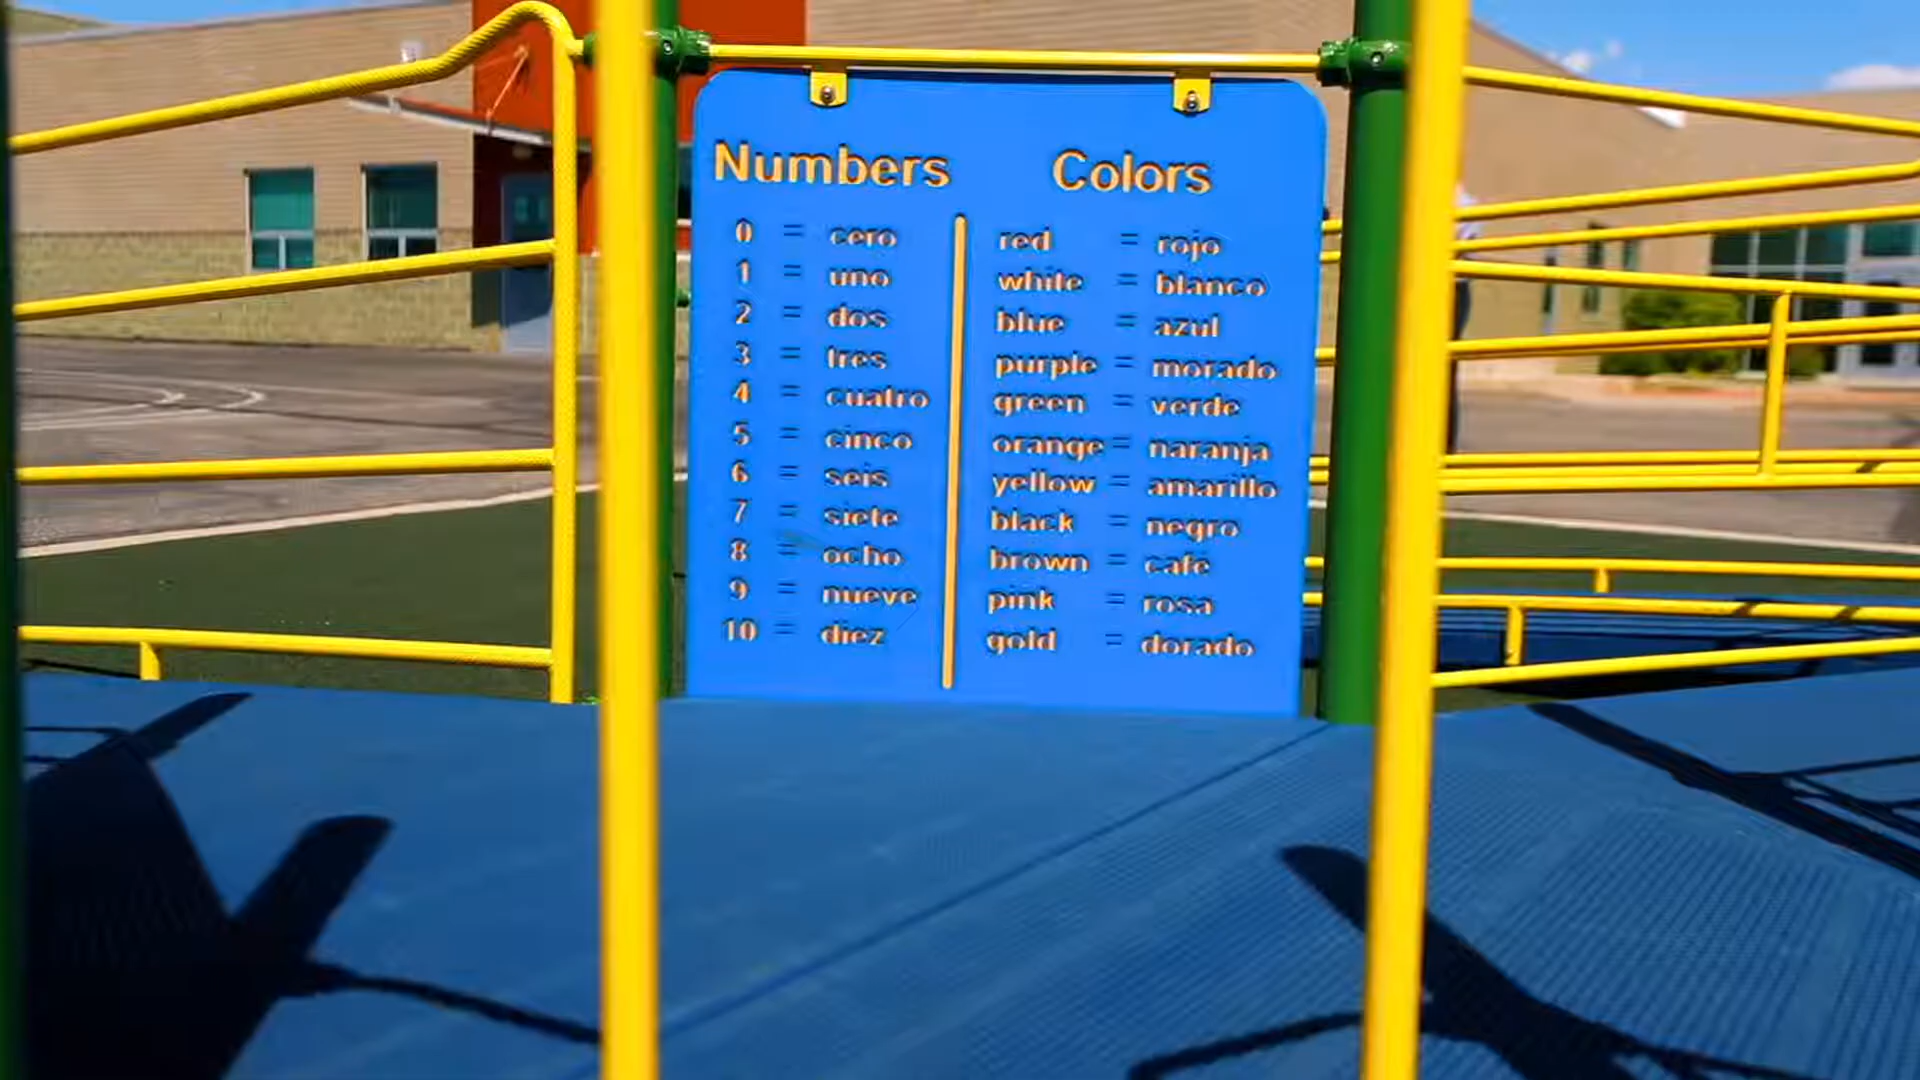 Numbers
0 = cero
1 = uno
2 = dos
3 = tres
4 = cuatro
5 = cinco
6 = seis
7 = siete
8 = ocho
9 = nueve
10 = diez
Colors
red = rojo
white = blanco
blue = azul
purple = morado
green = verde
orange = naranja
yellow = amarillo
black = negro
brown = café
pink = rosa
gold = dorado